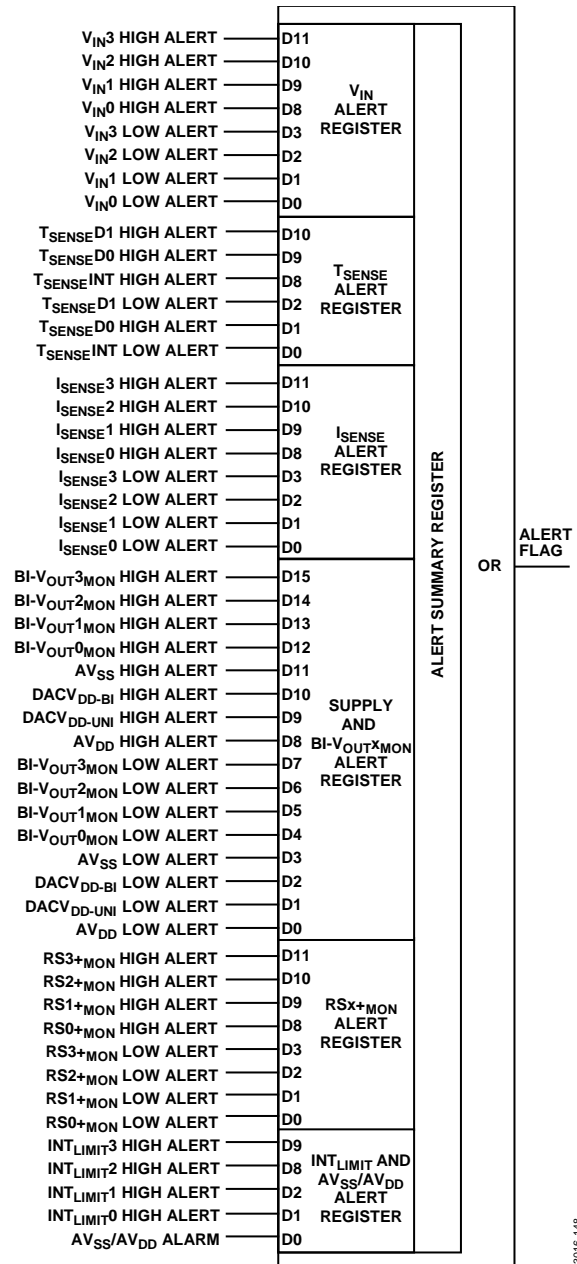 VIN3 HIGH ALERT D11
VIN2 HIGH ALERT D10
VIN1 HIGH ALERT D9
VIN0 HIGH ALERT D8
VIN3 LOW ALERT D3
VIN2 LOW ALERT D2
VIN1 LOW ALERT D1
VIN0 LOW ALERT D0
VIN
ALERT
REGISTER
TSENSED1 HIGH ALERT D10
TSENSED0 HIGH ALERT D9
TSENSEINT HIGH ALERT D8
TSENSED1 LOW ALERT D2
TSENSED0 HIGH ALERT D1
TSENSEINT LOW ALERT D0
TSENSE
ALERT
REGISTER
ISENSE3 HIGH ALERT D11
ISENSE2 HIGH ALERT D10
ISENSE1 HIGH ALERT D9
ISENSE0 HIGH ALERT D8
ISENSE3 LOW ALERT D3
ISENSE2 LOW ALERT D2
ISENSE1 LOW ALERT D1
ISENSE0 LOW ALERT D0
ISENSE
ALERT
REGISTER
BI-VOUT3MON HIGH ALERT D15
BI-VOUT2MON HIGH ALERT D14
BI-VOUT1MON HIGH ALERT D13
BI-VOUT0MON HIGH ALERT D12
AVSS HIGH ALERT D11
DACVDD-BI HIGH ALERT D10
DACVDD-UNI HIGH ALERT D9
AVDD HIGH ALERT D8
BI-VOUT3MON LOW ALERT D7
BI-VOUT2MON LOW ALERT D6
BI-VOUT1MON LOW ALERT D5
BI-VOUT0MON LOW ALERT D4
AVSS LOW ALERT D3
DACVDD-BI LOW ALERT D2
DACVDD-UNI LOW ALERT D1
AVDD LOW ALERT D0
SUPPLY
AND
BI-VOUTxMON
ALERT
REGISTER
RS3+MON HIGH ALERT D11
RS2+MON HIGH ALERT D10
RS1+MON HIGH ALERT D9
RS0+MON HIGH ALERT D8
RS3+MON LOW ALERT D3
RS2+MON LOW ALERT D2
RS1+MON LOW ALERT D1
RS0+MON LOW ALERT D0
RSx+MON
ALERT
REGISTER
INTLIMIT3 HIGH ALERT D9
INTLIMIT2 HIGH ALERT D8
INTLIMIT1 HIGH ALERT D2
INTLIMIT0 HIGH ALERT D1
AVSS/AVDD ALARM D0
INTLIMIT AND
AVSS/AVDD
ALERT
REGISTER
ALERT SUMMARY REGISTER
OR
ALERT
FLAG